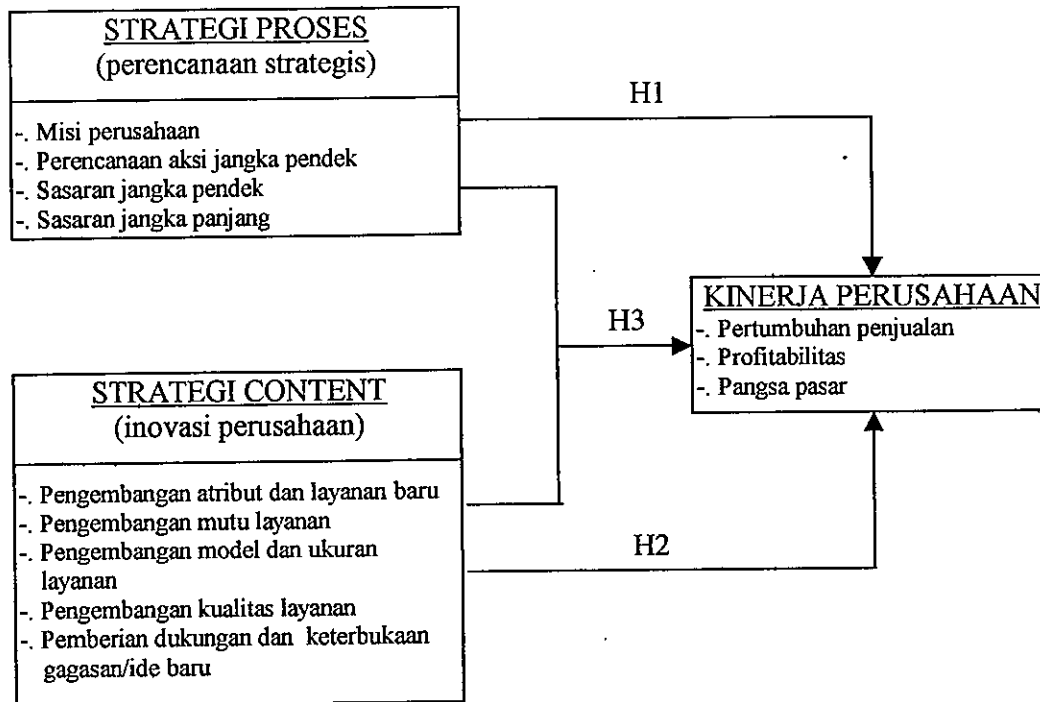 STRATEGI PROSES
(perencanaan strategis)
-. Misi perusahaan
-. Perencanaan aksi jangka pendek
-. Sasaran jangka pendek
-. Sasaran jangka panjang
H1
H3
KINERJA PERUSAHAAN
-. Pertumbuhan penjualan
-. Profitabilitas
-. Pangsa pasar
STRATEGI CONTENT
(inovasi perusahaan)
-. Pengembangan atribut dan layanan baru
-. Pengembangan mutu layanan
-. Pengembangan model dan ukuran
layanan
-. Pengembangan kualitas layanan
-. Pemberian dukungan dan keterbukaan
gagasan/ide baru
H2